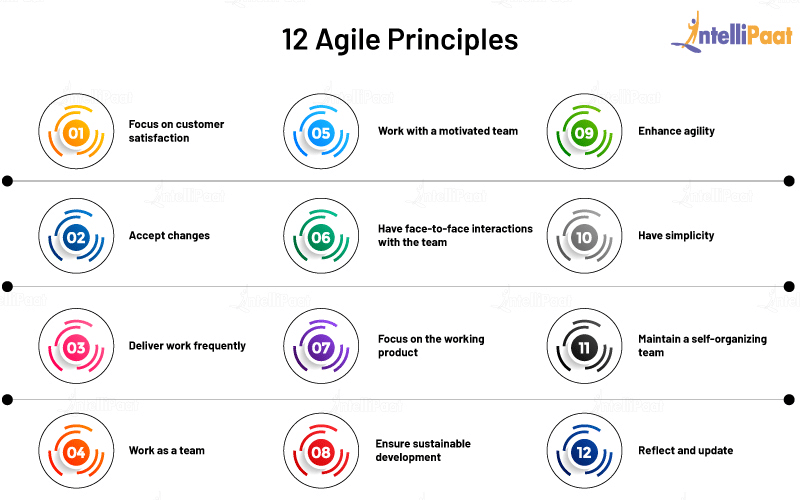 12 Agile Principles
IntelliPaat
01
Focus on customer
satisfaction
02
Accept changes
03
Deliver work frequently
04
Work as a team
05
Work with a motivated team
06
Have face-to-face interactions
with the team
07
Focus on the working
product
08
Ensure sustainable
development
09
Enhance agility
10
Have simplicity
11
Maintain a self-organizing
team
12
Reflect and update